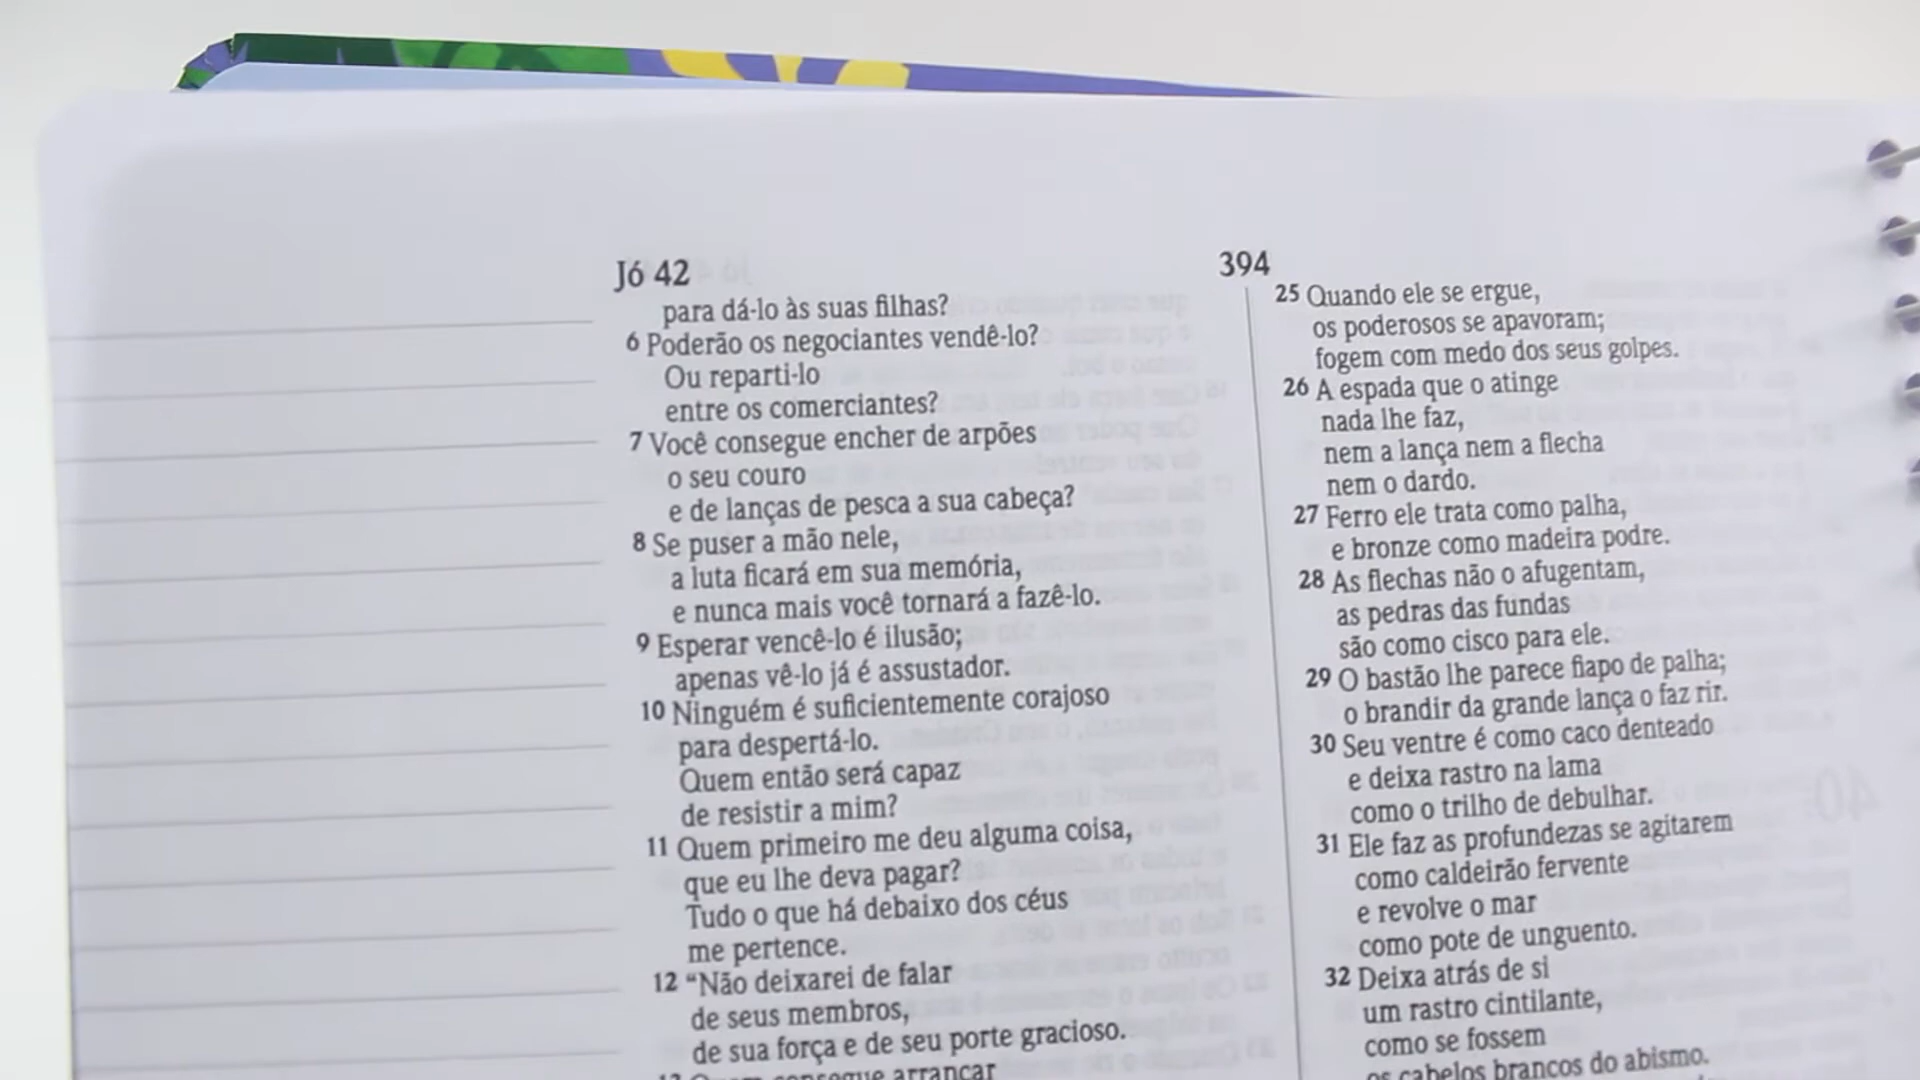 Jó 42
394
para dá-lo às suas filhas?
6 Poderão os negociantes vendê-lo?
Ou reparti-lo
entre os comerciantes?
7 Você consegue encher de arpões
o seu couro
e de lanças de pesca a sua cabeça?
8 Se puser a mão nele,
a luta ficará em sua memória,
e nunca mais você tornará a fazê-lo.
9 Esperar vencê-lo é ilusão;
apenas vê-lo já é assustador.
10 Ninguém é suficientemente corajoso
para despertá-lo.
Quem então será capaz
de resistir a mim?
11 Quem primeiro me deu alguma coisa,
que eu lhe deva pagar?
Tudo o que há debaixo dos céus
me pertence.
12 “Não deixarei de falar
de seus membros,
de sua força e de seu porte gracioso.
13 Quem consegue arrancar
25 Quando ele se ergue,
os poderosos se apavoram;
fogem com medo dos seus golpes.
26 A espada que o atinge
nada lhe faz,
nem a lança nem a flecha
nem o dardo.
27 Ferro ele trata como palha,
e bronze como madeira podre.
28 As flechas não o afugentam,
as pedras das fundas
são como cisco para ele.
29 O bastão lhe parece fiapo de palha;
o brandir da grande lança o faz rir.
30 Seu ventre é como caco denteado
e deixa rastro na lama
como o trilho de debulhar.
31 Ele faz as profundezas se agitarem
como caldeirão fervente
e revolve o mar
como pote de unguento.
32 Deixa atrás de si
um rastro cintilante,
como se fossem
os cabelos brancos do abismo.